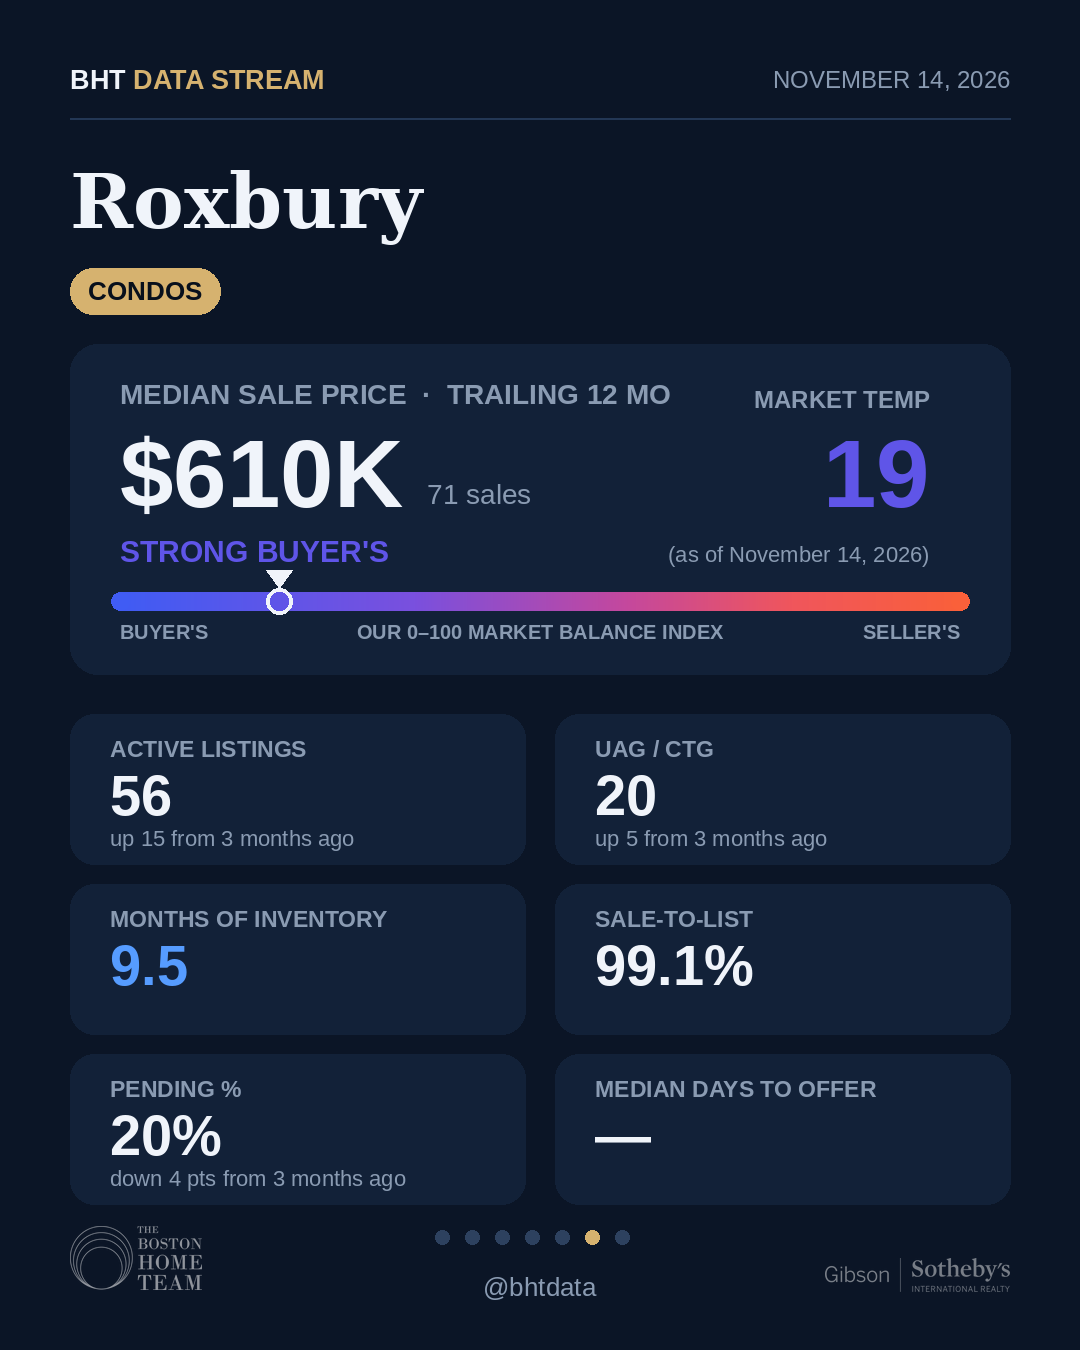 BHT DATA STREAM
NOVEMBER 14, 2026
Roxbury
CONDOS
MEDIAN SALE PRICE · TRAILING 12 MO
MARKET TEMP
$610K 71 sales
19
STRONG BUYER'S
(as of November 14, 2026)
BUYER'S
OUR 0–100 MARKET BALANCE INDEX
SELLER'S
ACTIVE LISTINGS
56
up 15 from 3 months ago
UAG / CTG
20
up 5 from 3 months ago
MONTHS OF INVENTORY
9.5
SALE-TO-LIST
99.1%
PENDING %
20%
down 4 pts from 3 months ago
MEDIAN DAYS TO OFFER
—
THE
BOSTON
HOME
TEAM
@bhtdata
Gibson
Sotheby's
INTERNATIONAL REALTY